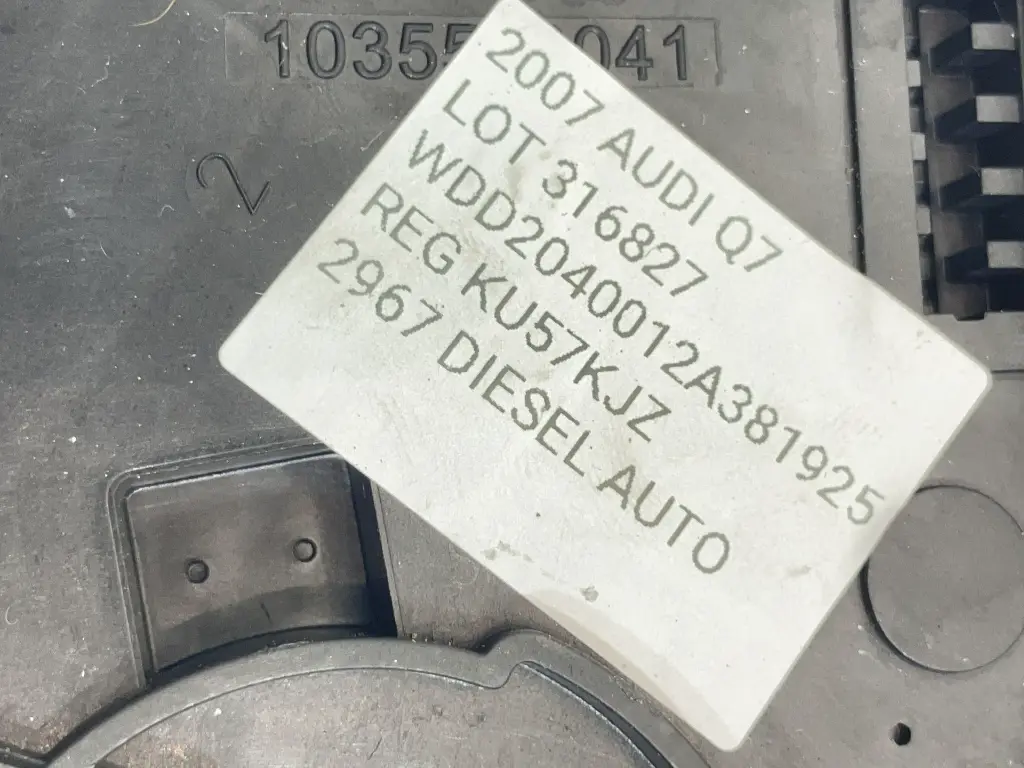 2
2007 AUDI Q7
LOT 316827
WDD2040012A381925
REG KU57KJZ
2967 DIESEL AUTO